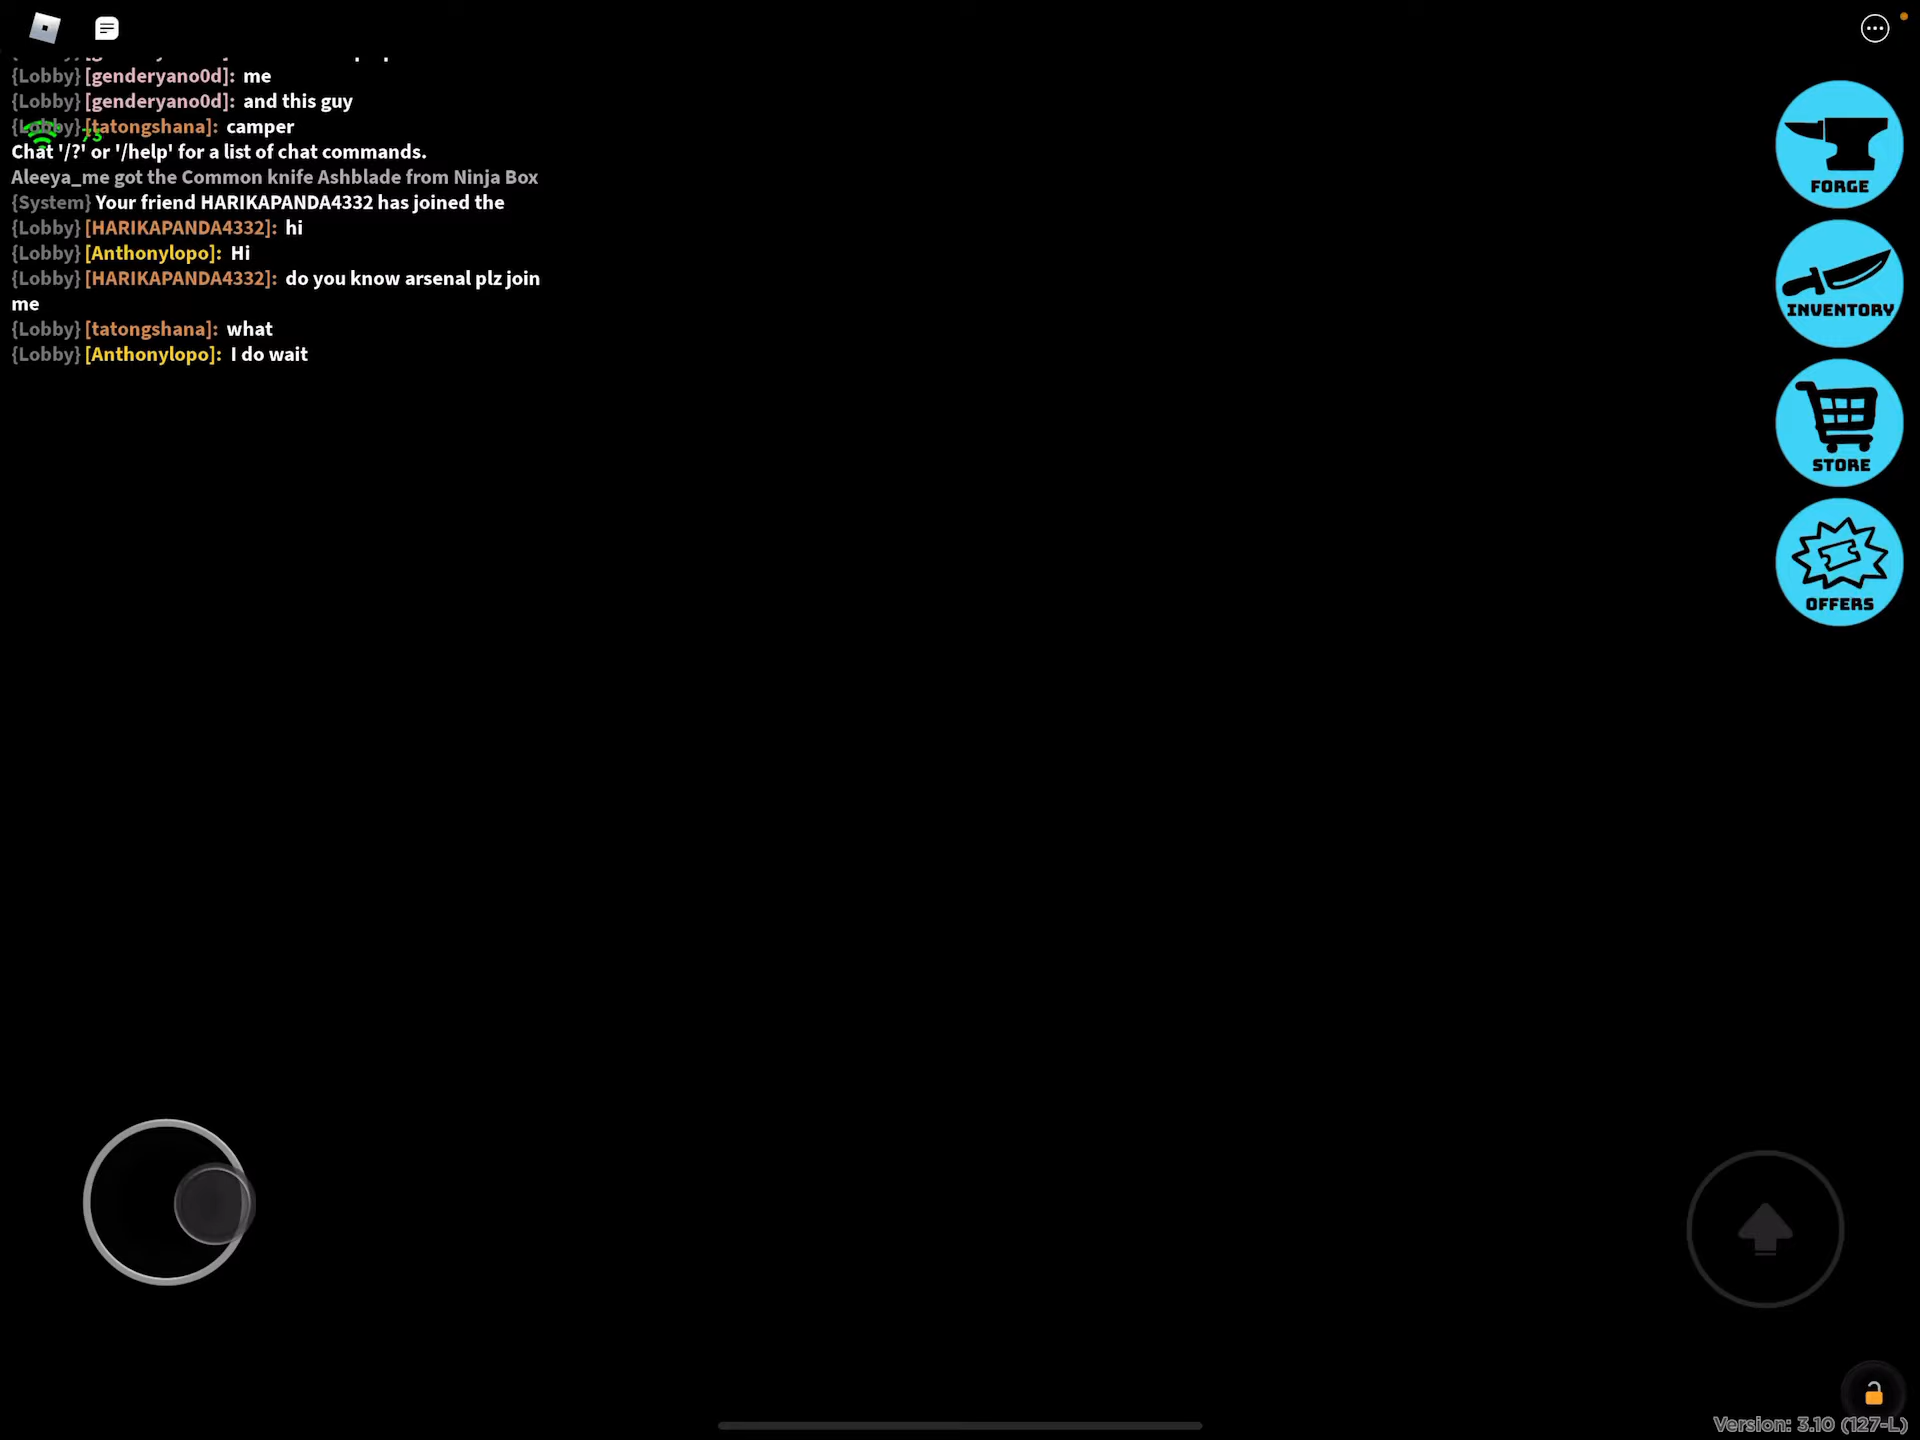 {Lobby} [genderyano0d]: me
{Lobby} [genderyano0d]: and this guy
{Lobby} [tatongshana]: camper
75
Chat '/?' or '/help' for a list of chat commands.
Aleeya_me got the Common knife Ashblade from Ninja Box
{System} Your friend HARIKAPANDA4332 has joined the
{Lobby} [HARIKAPANDA4332]: hi
{Lobby} [Anthonylopo]: Hi
{Lobby} [HARIKAPANDA4332]: do you know arsenal plz join
me
{Lobby} [tatongshana]: what
{Lobby} [Anthonylopo]: I do wait
FORGE
INVENTORY
STORE
OFFERS
Version: 3.10 (127-L)